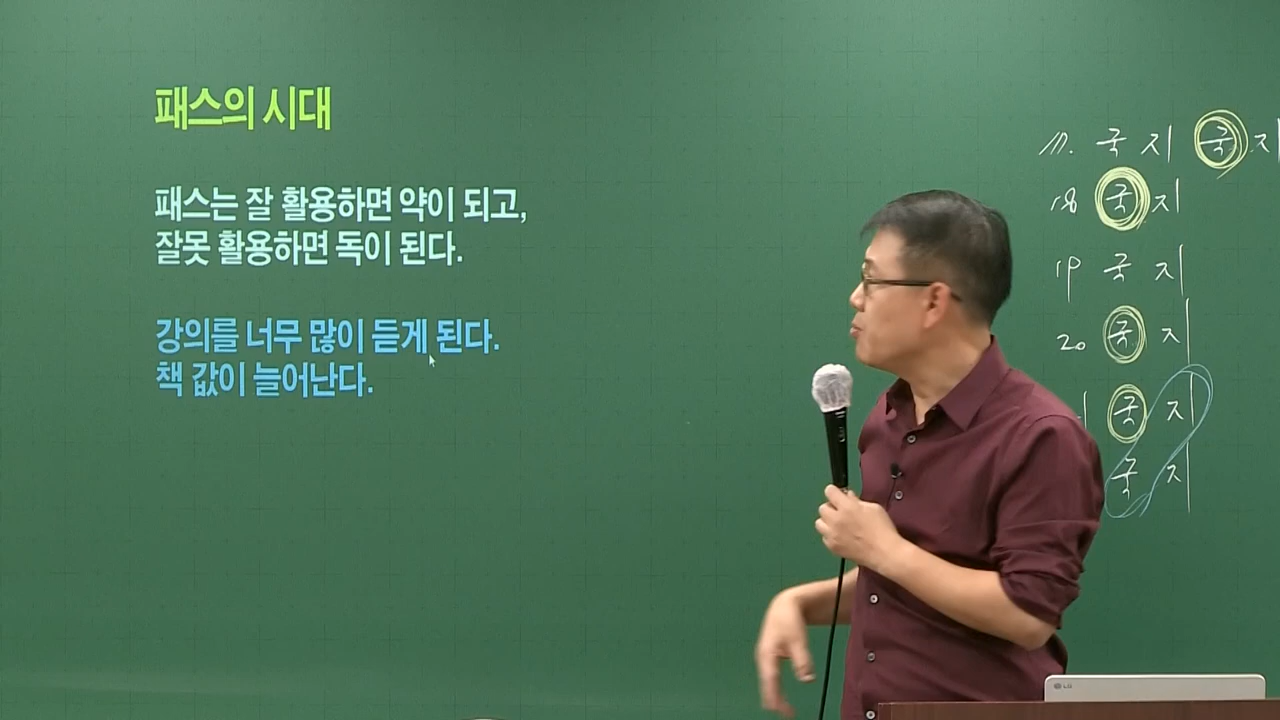 패스의 시대
패스는 잘 활용하면 약이 되고,
잘못 활용하면 독이 된다.
강의를 너무 많이 듣게 된다.
책 값이 늘어난다.
17. 국 지 국 지
18 국 지
19 국 지
20 국 지
국 지
국 지
LG